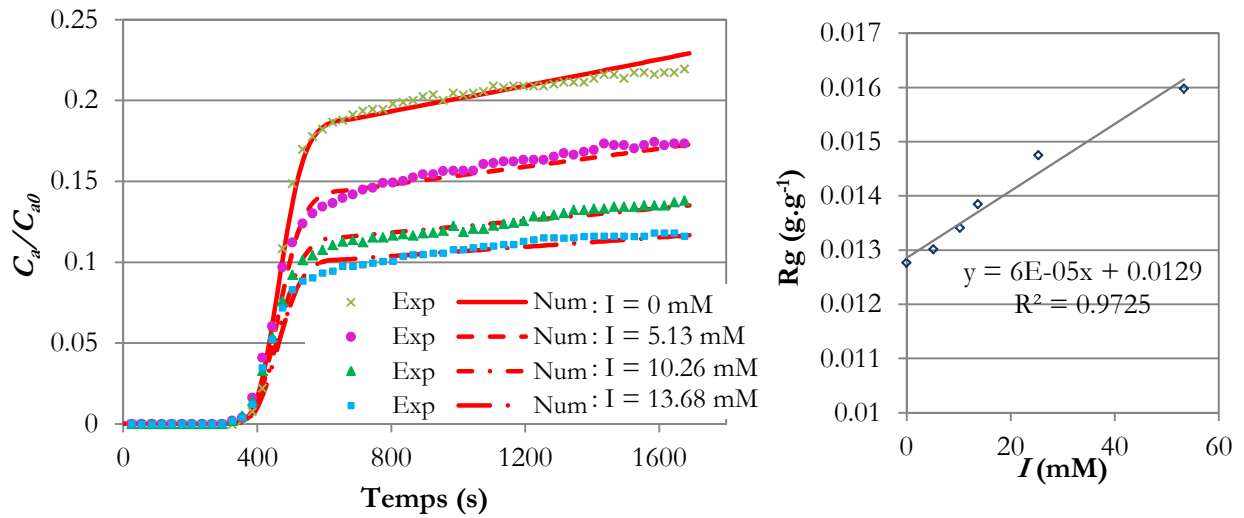 C_a/C_{a0}
0.25
0.2
0.15
0.1
0.05
0
0
400
800
1200
1600
Temps (s)
Exp Num : I = 0 mM
Exp Num : I = 5.13 mM
Exp Num : I = 10.26 mM
Exp Num : I = 13.68 mM
Rg (g.g⁻¹)
0.017
0.016
0.015
0.014
0.013
0.012
0.011
0.01
y = 6E-05x + 0.0129
R² = 0.9725
0
20
40
60
I (mM)